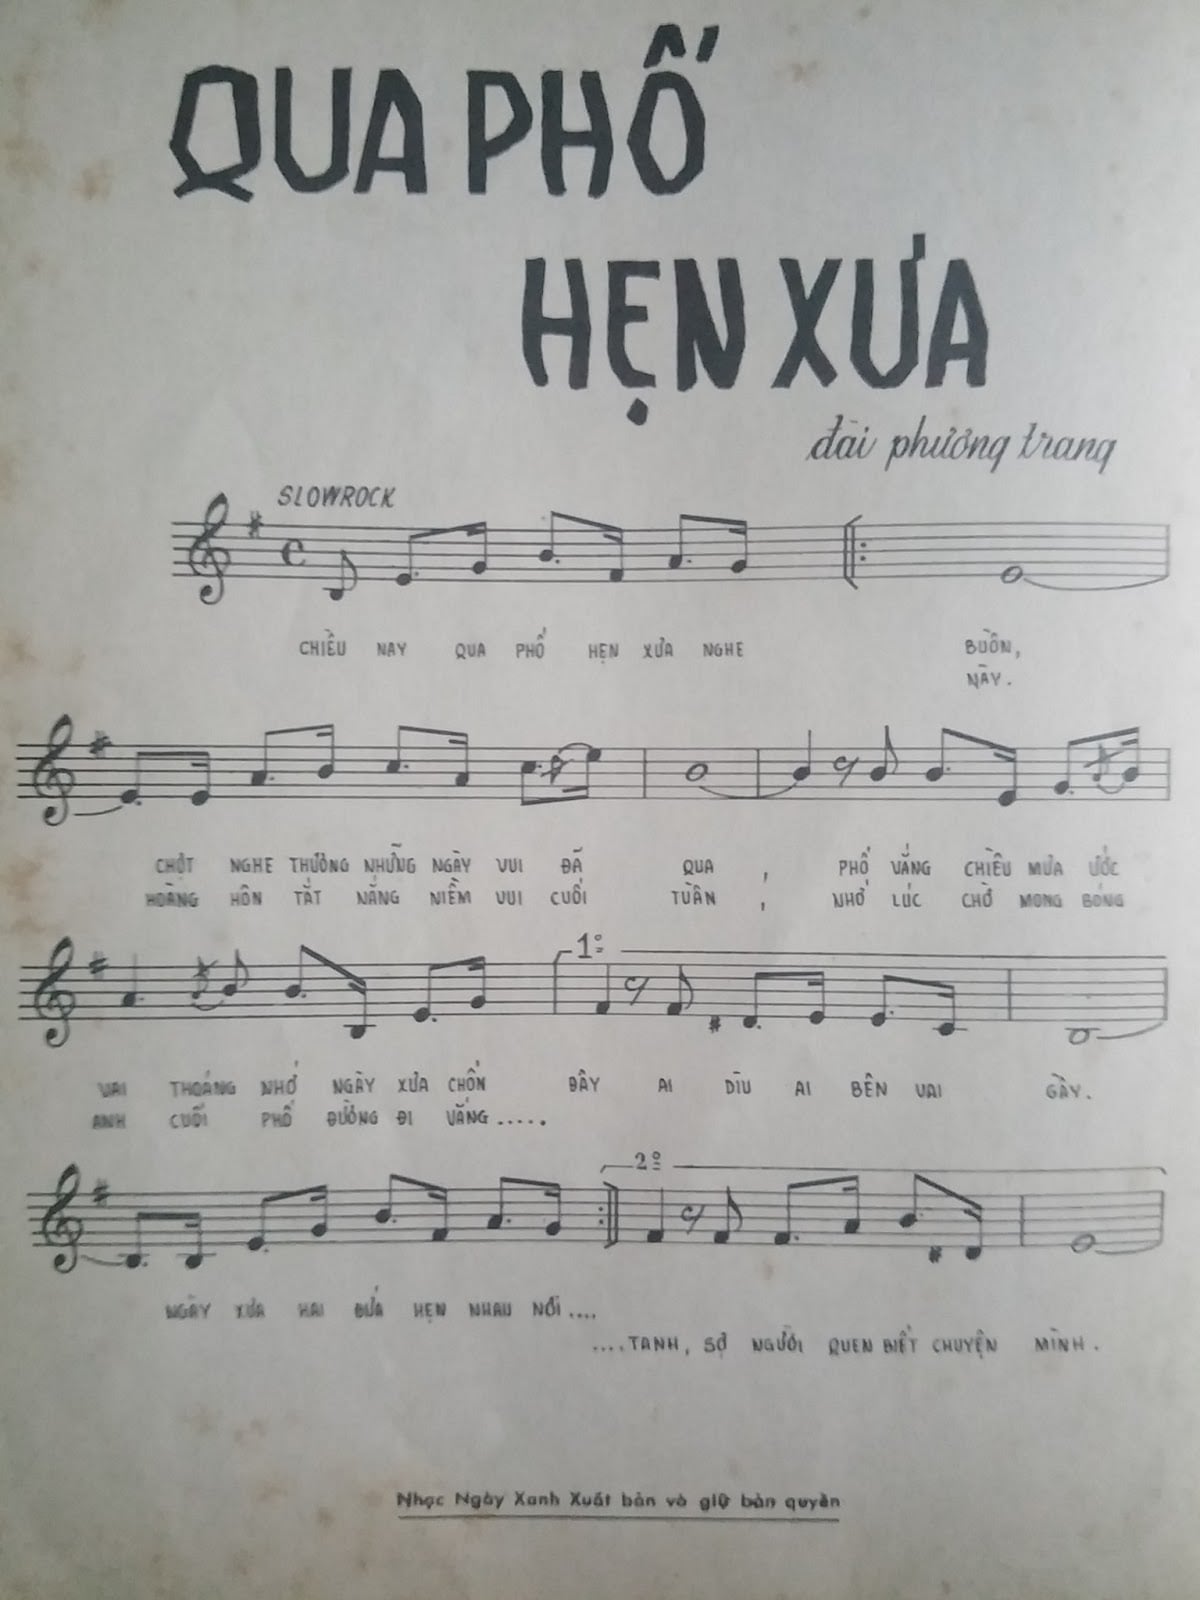 QUA PHỐ
HẸN XƯA
đài phương trang
SLOWROCK
CHIỀU NAY QUA PHỐ HẸN XƯA NGHE BUỒN,
NÀY.
CHỢT NGHE THƯƠNG NHỮNG NGÀY VUI ĐÃ QUA, PHỐ VẮNG CHIỀU MƯA ƯỚC
HOÀNG HÔN TẮT NẮNG NIỀM VUI CUỐI TUẦN, NHỚ LÚC CHỜ MONG BÓNG
1º
VAI THOÁNG NHỚ NGÀY XƯA CHỐN ĐÂY AI DÌU AI BÊN VAI GẦY.
ANH CUỐI PHỐ ĐƯỜNG ĐI VẮNG.....
2º
NGÀY XƯA HAI ĐỨA HẸN NHAU NƠI....
....TANH, SỢ NGƯỜI QUEN BIẾT CHUYỆN MÌNH.
Nhạc Ngày Xanh Xuất bản và giữ bản quyền